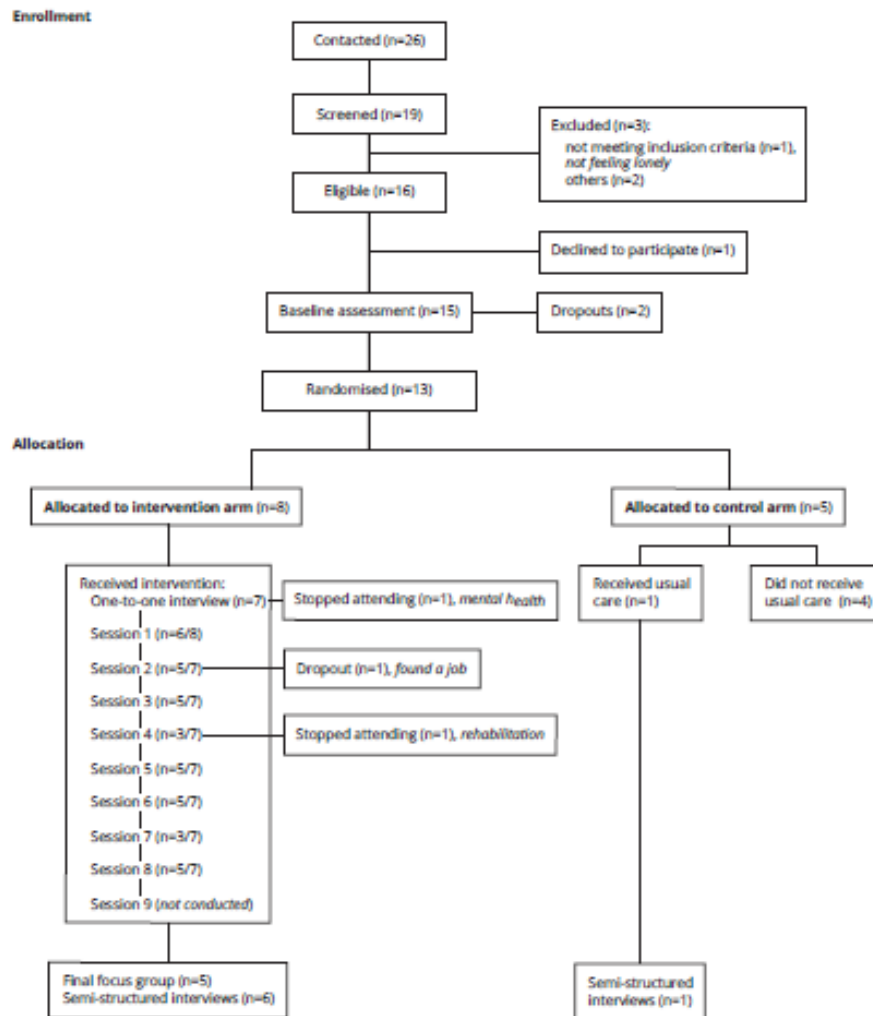 Enrollment
Contacted (n=26)
Screened (n=19)
Excluded (n=3):
not meeting inclusion criteria (n=1),
not feeling lonely
others (n=2)
Eligible (n=16)
Declined to participate (n=1)
Baseline assessment (n=15)
Dropouts (n=2)
Randomised (n=13)
Allocation
Allocated to intervention arm (n=8)
Allocated to control arm (n=5)
Received intervention:
One-to-one interview (n=7)
Stopped attending (n=1), mental health
Session 1 (n=6/8)
Session 2 (n=5/7)
Dropout (n=1), found a job
Session 3 (n=5/7)
Session 4 (n=3/7)
Stopped attending (n=1), rehabilitation
Session 5 (n=5/7)
Session 6 (n=5/7)
Session 7 (n=3/7)
Session 8 (n=5/7)
Session 9 (not conducted)
Received usual
care (n=1)
Did not receive
usual care (n=4)
Final focus group (n=5)
Semi-structured interviews (n=6)
Semi-structured
interviews (n=1)